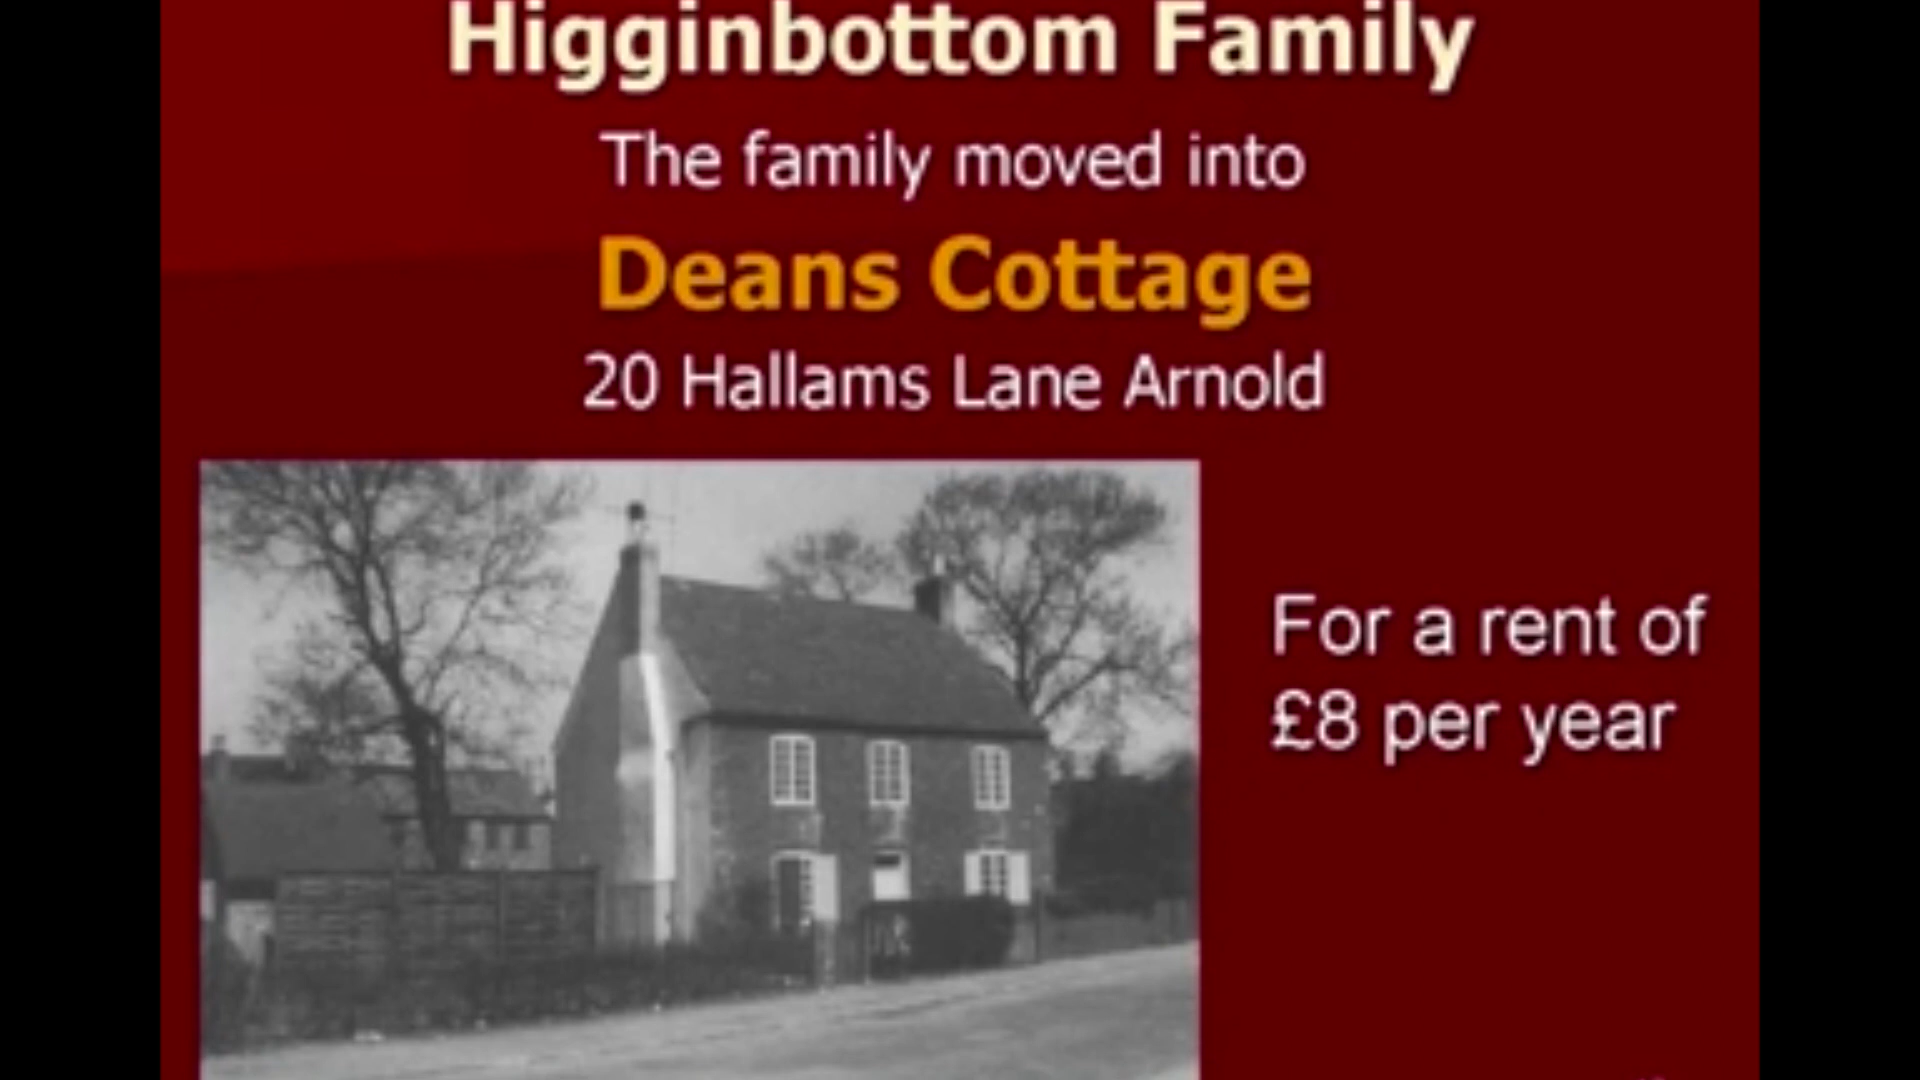 Higginbottom Family
The family moved into
Deans Cottage
20 Hallams Lane Arnold
For a rent of
£8 per year